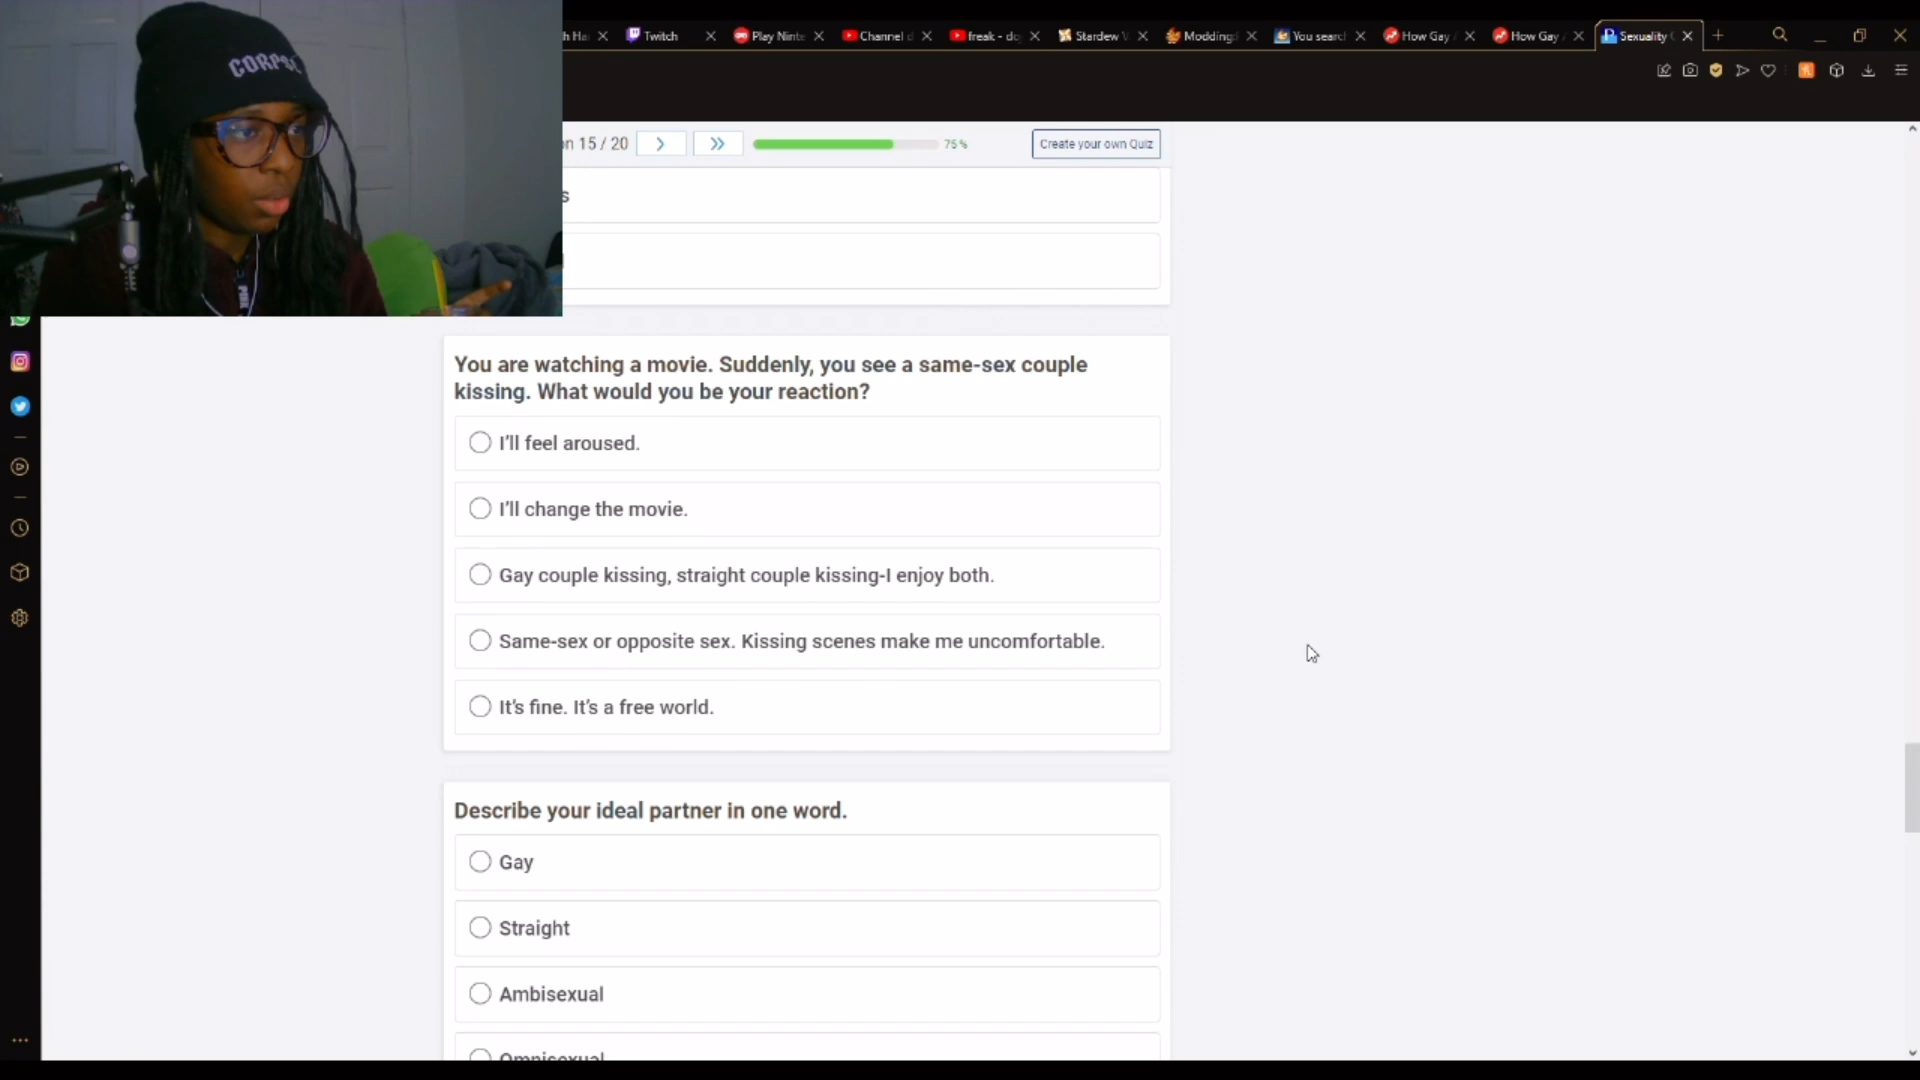 CORPSE
h Ha
Twitch
Play Ninte
Channel d
freak - do
Stardew V
Modding:
You searc
How Gay
How Gay
Sexuality
n 15 / 20
75%
Create your own Quiz
s
You are watching a movie. Suddenly, you see a same-sex couple
kissing. What would you be your reaction?
I'll feel aroused.
I'll change the movie.
Gay couple kissing, straight couple kissing-I enjoy both.
Same-sex or opposite sex. Kissing scenes make me uncomfortable.
It's fine. It's a free world.
Describe your ideal partner in one word.
Gay
Straight
Ambisexual
Omnisexual